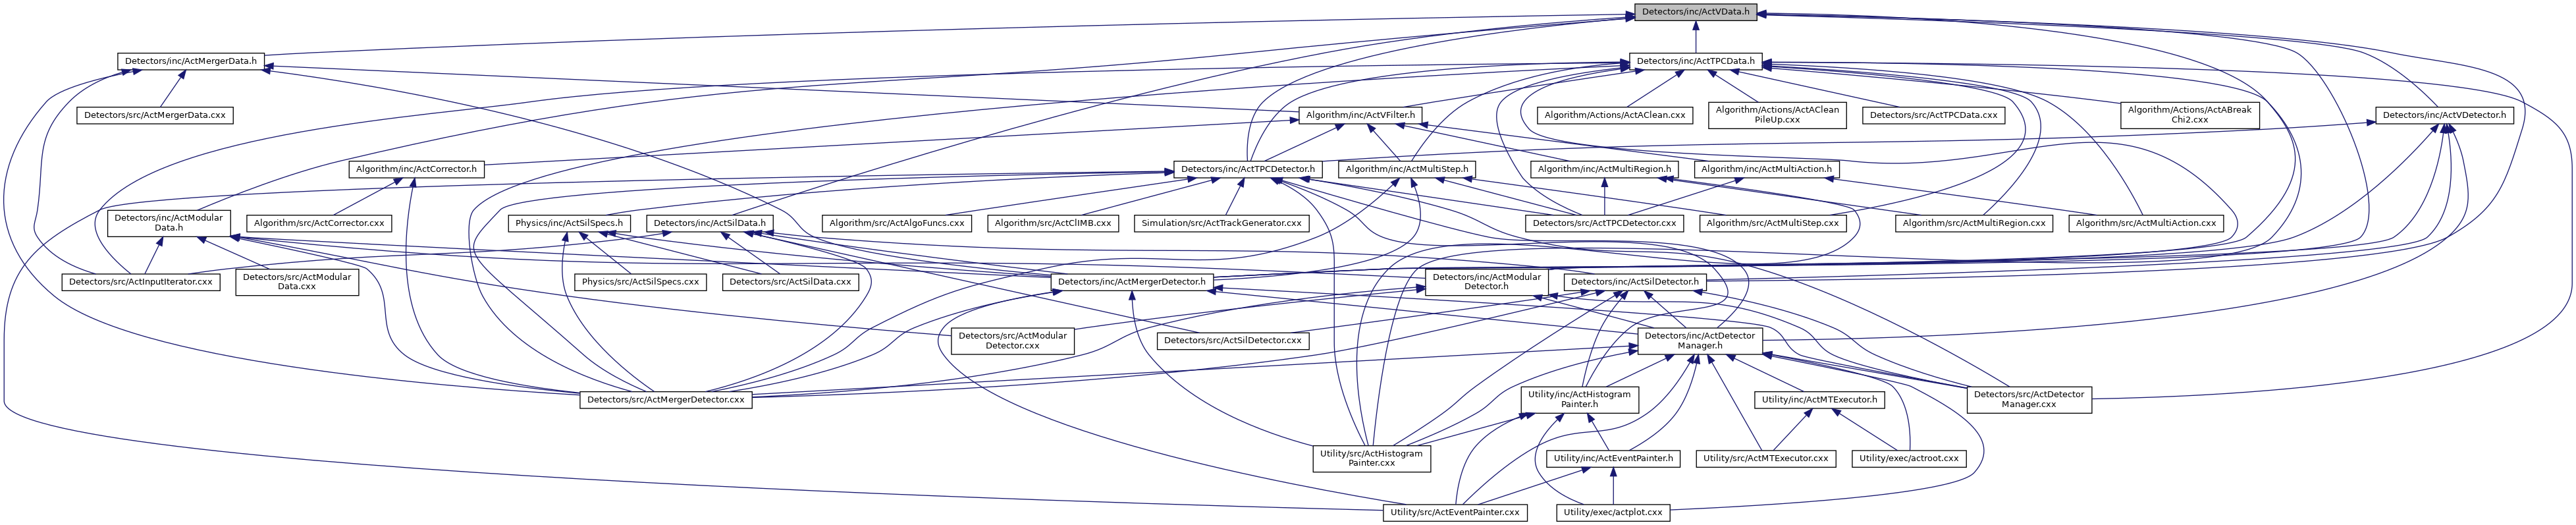 Detectors/inc/ActVData.h
Detectors/inc/ActMergerData.h
Detectors/inc/ActTPCData.h
Detectors/src/ActMergerData.cxx
Algorithm/inc/ActVFilter.h
Algorithm/Actions/ActAClean.cxx
Algorithm/Actions/ActAClean
PileUp.cxx
Detectors/src/ActTPCData.cxx
Algorithm/Actions/ActABreak
Chi2.cxx
Detectors/inc/ActVDetector.h
Algorithm/inc/ActCorrector.h
Detectors/inc/ActTPCDetector.h
Algorithm/inc/ActMultiStep.h
Algorithm/inc/ActMultiRegion.h
Algorithm/inc/ActMultiAction.h
Detectors/inc/ActModular
Data.h
Algorithm/src/ActCorrector.cxx
Physics/inc/ActSilSpecs.h
Detectors/inc/ActSilData.h
Algorithm/src/ActAlgoFuncs.cxx
Algorithm/src/ActCliMB.cxx
Simulation/src/ActTrackGenerator.cxx
Detectors/src/ActTPCDetector.cxx
Algorithm/src/ActMultiStep.cxx
Algorithm/src/ActMultiRegion.cxx
Algorithm/src/ActMultiAction.cxx
Detectors/src/ActInputIterator.cxx
Detectors/src/ActModular
Data.cxx
Physics/src/ActSilSpecs.cxx
Detectors/src/ActSilData.cxx
Detectors/inc/ActMergerDetector.h
Detectors/inc/ActModular
Detector.h
Detectors/inc/ActSilDetector.h
Detectors/src/ActModular
Detector.cxx
Detectors/src/ActSilDetector.cxx
Detectors/inc/ActDetector
Manager.h
Detectors/src/ActMergerDetector.cxx
Utility/inc/ActHistogram
Painter.h
Utility/inc/ActMTExecutor.h
Detectors/src/ActDetector
Manager.cxx
Utility/src/ActHistogram
Painter.cxx
Utility/inc/ActEventPainter.h
Utility/src/ActMTExecutor.cxx
Utility/exec/actroot.cxx
Utility/src/ActEventPainter.cxx
Utility/exec/actplot.cxx